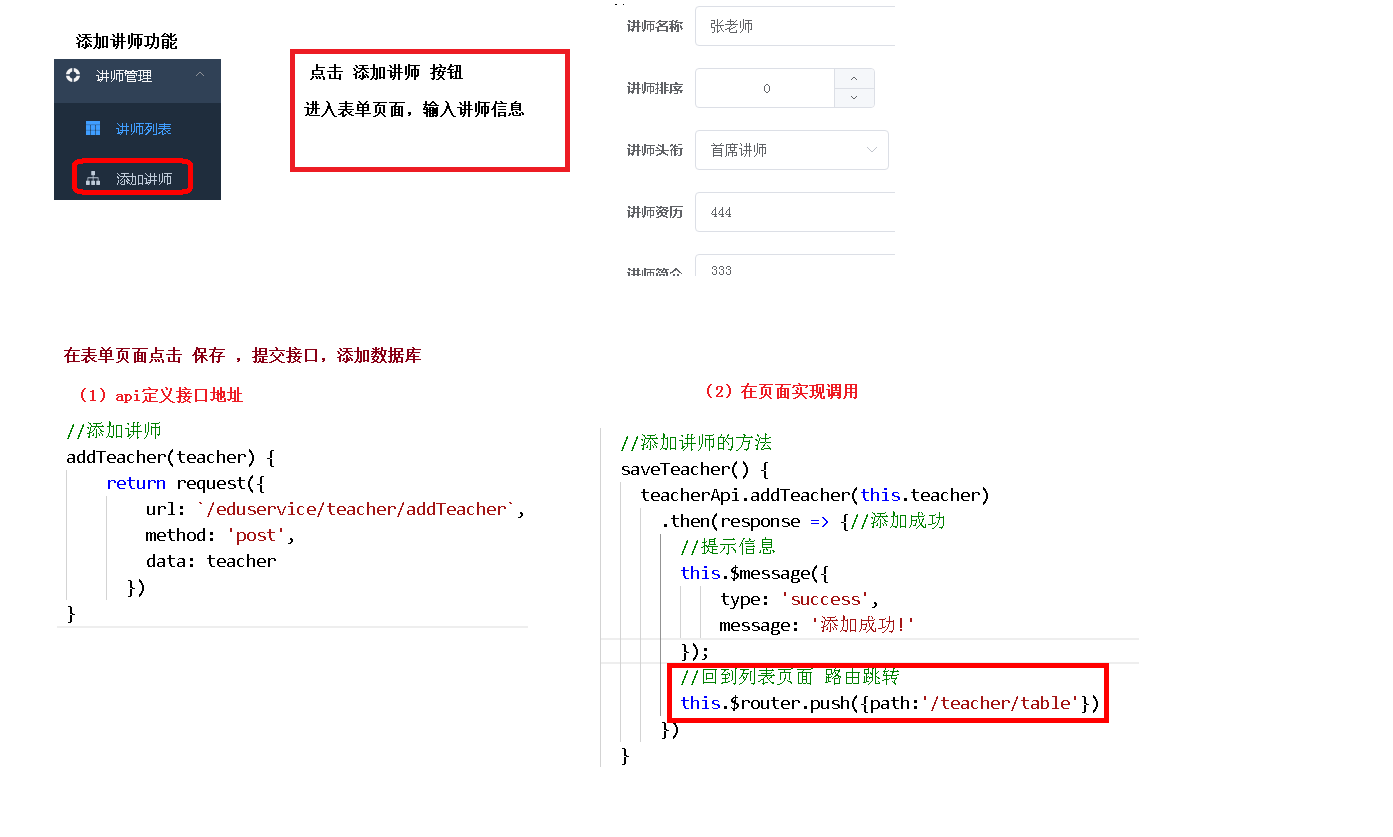 添加讲师功能
讲师管理
讲师列表
添加讲师
点击 添加讲师 按钮
进入表单页面，输入讲师信息
讲师名称 张老师
讲师排序 0
讲师头衔 首席讲师
讲师资历 444
讲师简介 333
在表单页面点击 保存 ，提交接口，添加数据库
（1）api定义接口地址
//添加讲师
addTeacher(teacher) {
return request({
url: `/eduservice/teacher/addTeacher`,
method: 'post',
data: teacher
})
}
（2）在页面实现调用
//添加讲师的方法
saveTeacher() {
teacherApi.addTeacher(this.teacher)
.then(response => {//添加成功
//提示信息
this.$message({
type: 'success',
message: '添加成功!'
});
//回到列表页面 路由跳转
this.$router.push({path:'/teacher/table'})
})
}